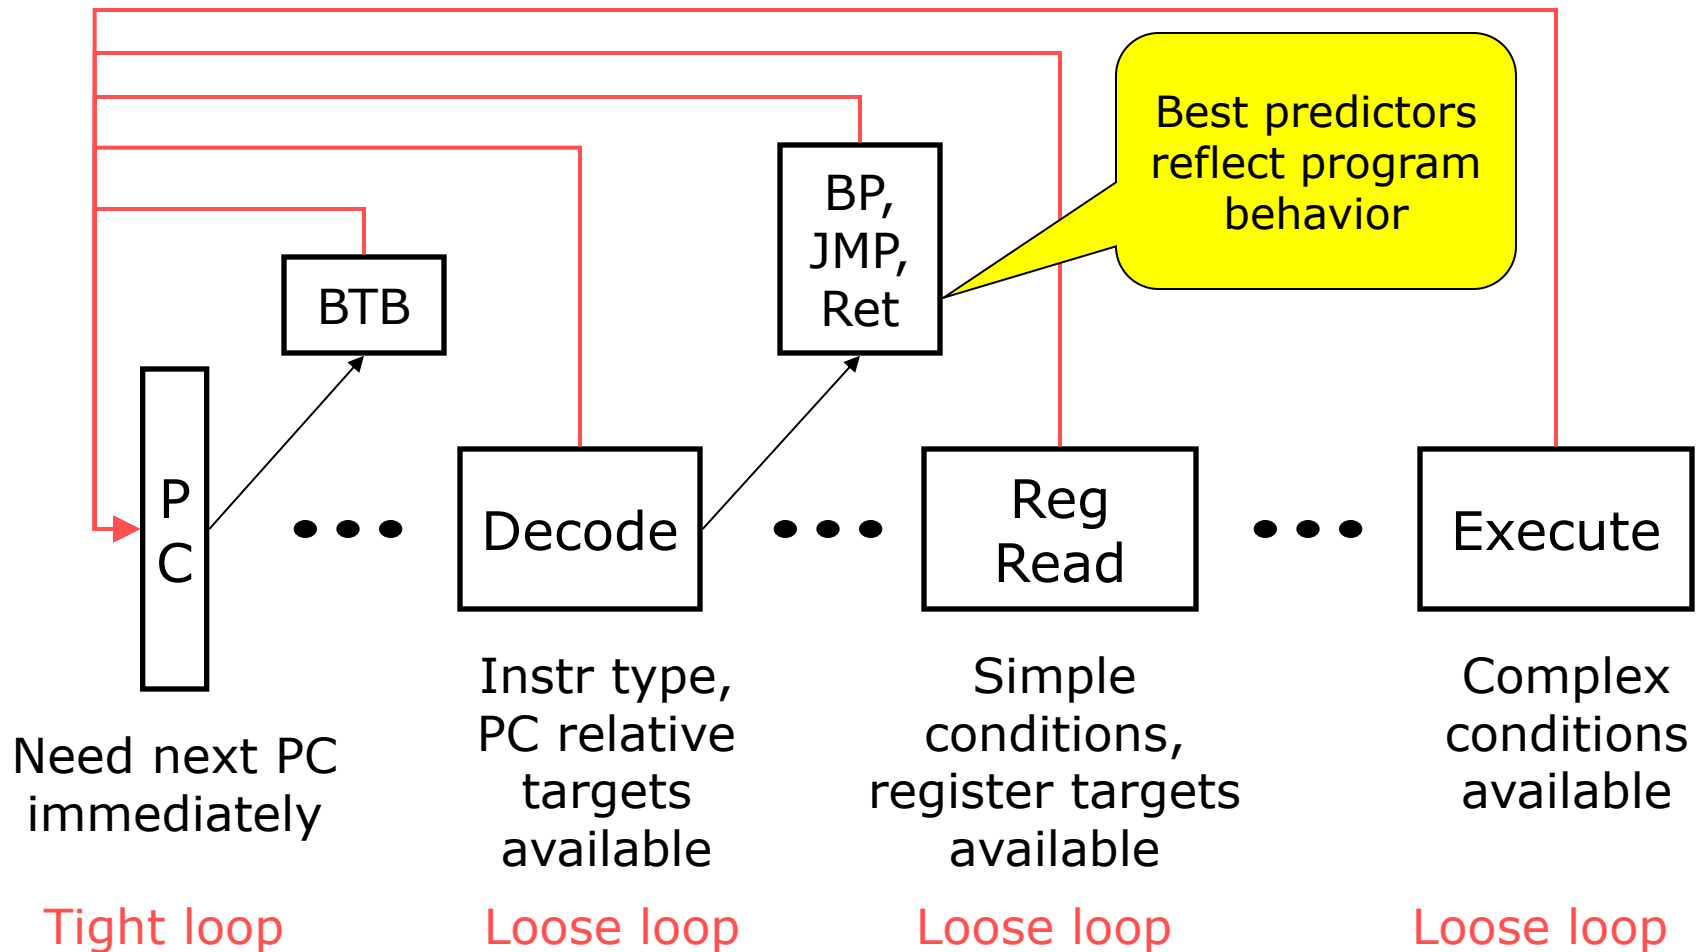 Best predictors
reflect program
behavior
BP,
JMP,
Ret
BTB
P
C
Decode
Reg
Read
Execute
Need next PC
immediately
Instr type,
PC relative
targets
available
Simple
conditions,
register targets
available
Complex
conditions
available
Tight loop
Loose loop
Loose loop
Loose loop